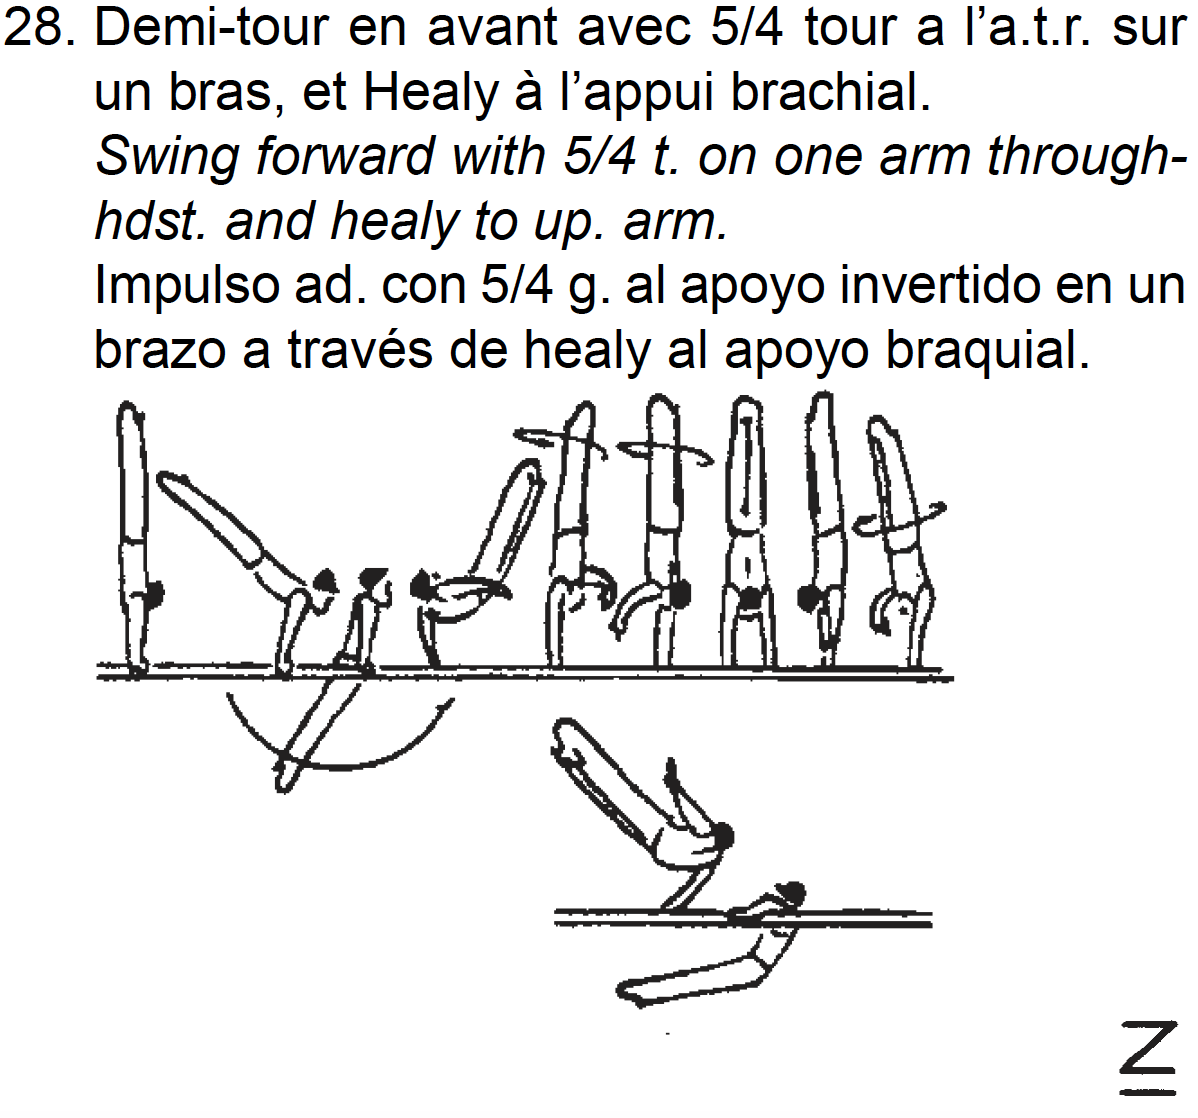 28. Demi-tour en avant avec 5/4 tour a l’a.t.r. sur
un bras, et Healy à l’appui brachial.
Swing forward with 5/4 t. on one arm through-
hdst. and healy to up. arm.
Impulso ad. con 5/4 g. al apoyo invertido en un
brazo a través de healy al apoyo braquial.